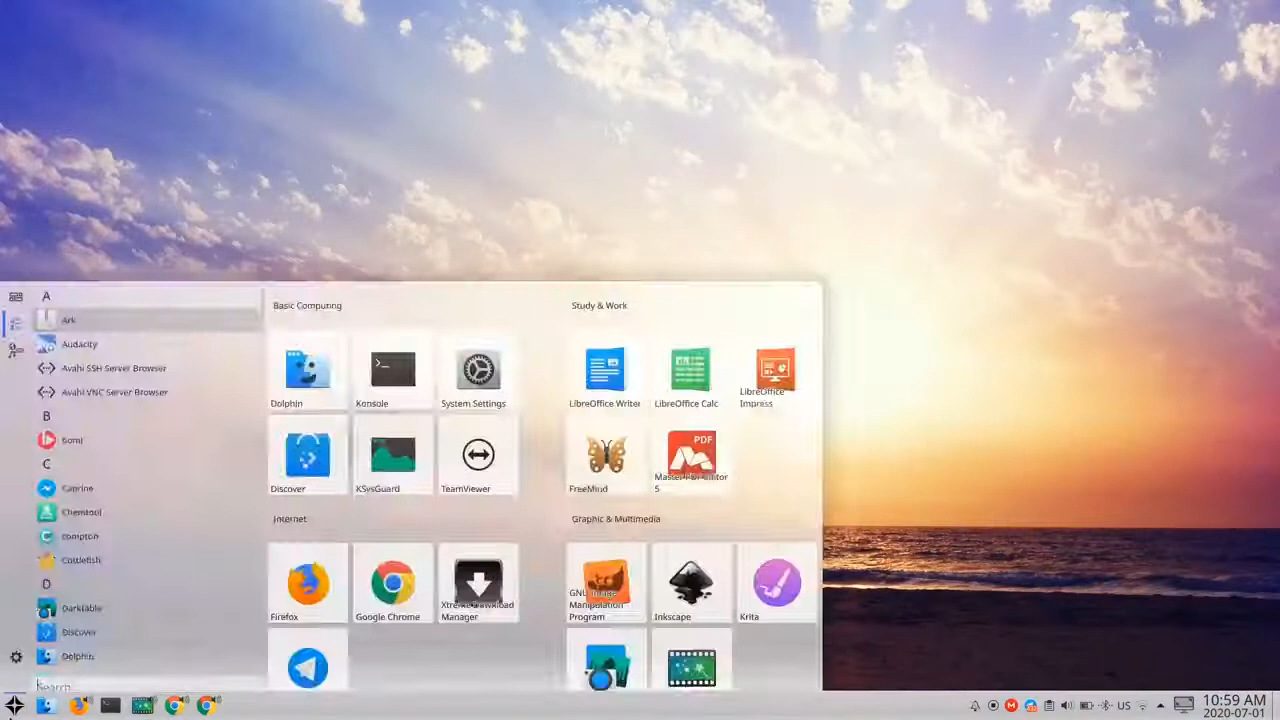 A
Ark
Audacity
Avahi SSH Server Browser
Avahi VNC Server Browser
B
Bomi
C
Caprine
Chemtool
compton
Cuttlefish
D
Darktable
Discover
Dolphin
Search...
Basic Computing
Dolphin
Konsole
System Settings
Discover
KSysGuard
TeamViewer
Internet
Firefox
Google Chrome
Xtreme Download
Manager
Study & Work
LibreOffice Writer
LibreOffice Calc
LibreOffice
Impress
FreeMind
PDF
Master PDF Editor
5
Graphic & Multimedia
GNU Image
Manipulation
Program
Inkscape
Krita
US
10:59 AM
2020-07-01